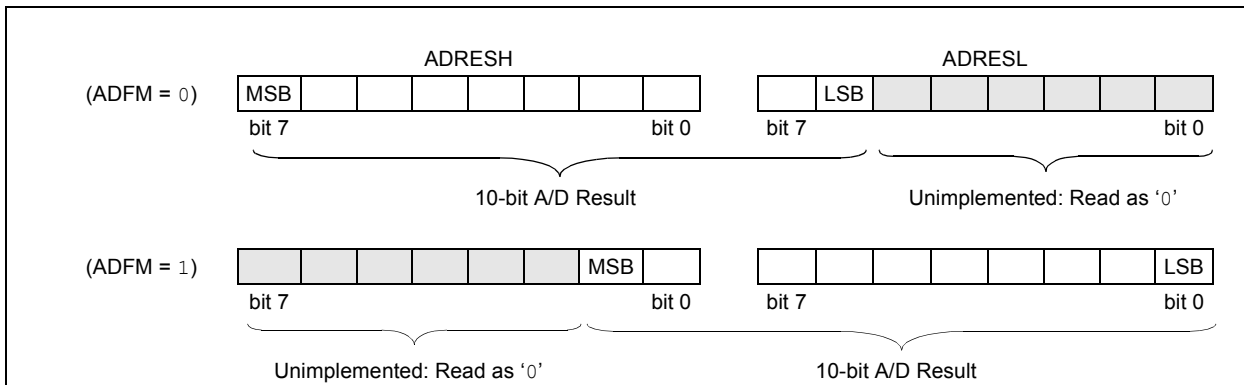 ADRESH ADRESL
(ADFM = 0) MSB LSB
bit 7 bit 0 bit 7 bit 0
10-bit A/D Result Unimplemented: Read as ‘0’
(ADFM = 1) MSB LSB
bit 7 bit 0 bit 7 bit 0
Unimplemented: Read as ‘0’ 10-bit A/D Result